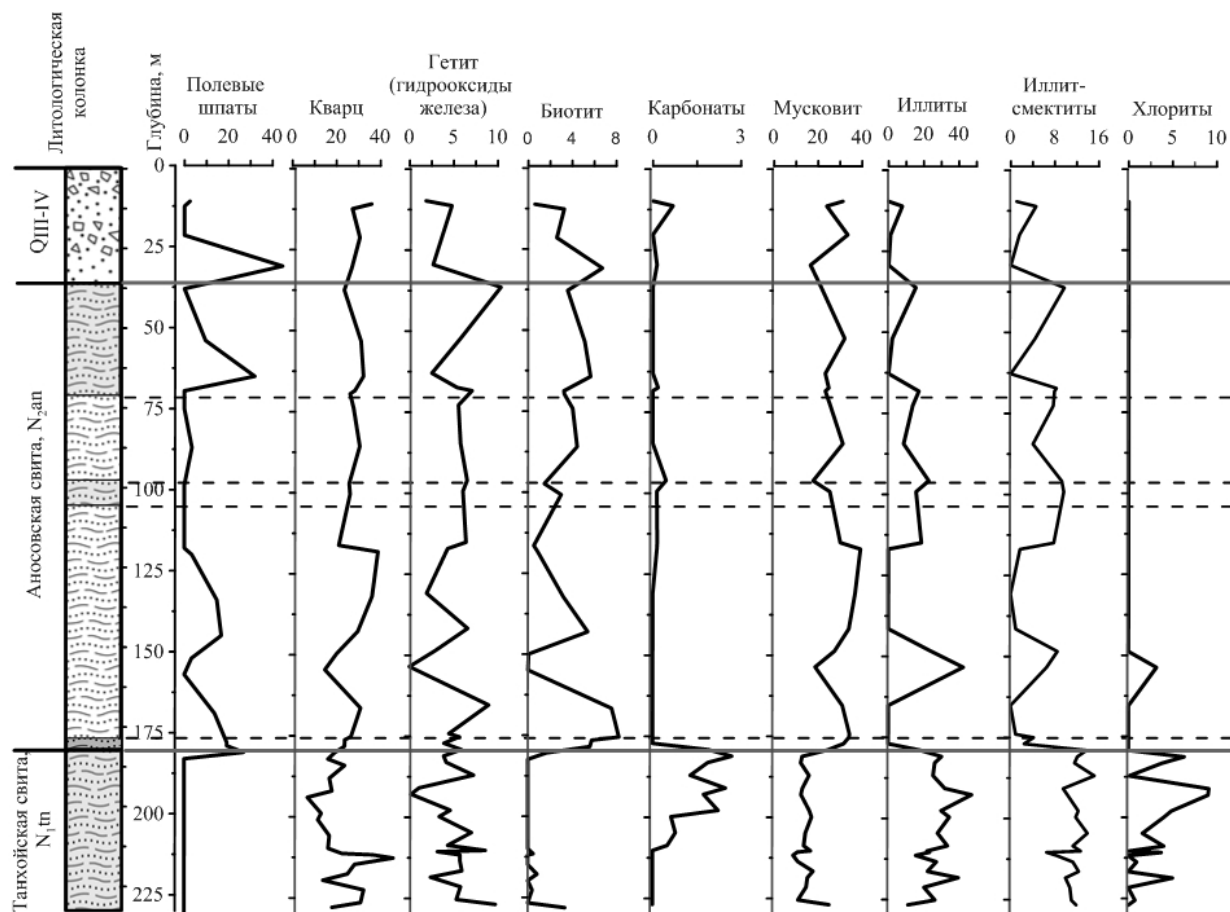 Литологическая
колонка
Глубина, м
Полевые
шпаты
0 20 40
Кварц
0 20 40
Гетит
(гидрооксиды
железа)
0 5 10
Биотит
0 4 8
Карбонаты
0 3
Мусковит
0 20 40
Иллиты
0 20 40
Иллит-
смектиты
0 8 16
Хлориты
0 5 10
0
25
50
75
100
125
150
175
200
225
QIII-IV
Аносовская свита, N2an
Танхойская свита,
N1tn